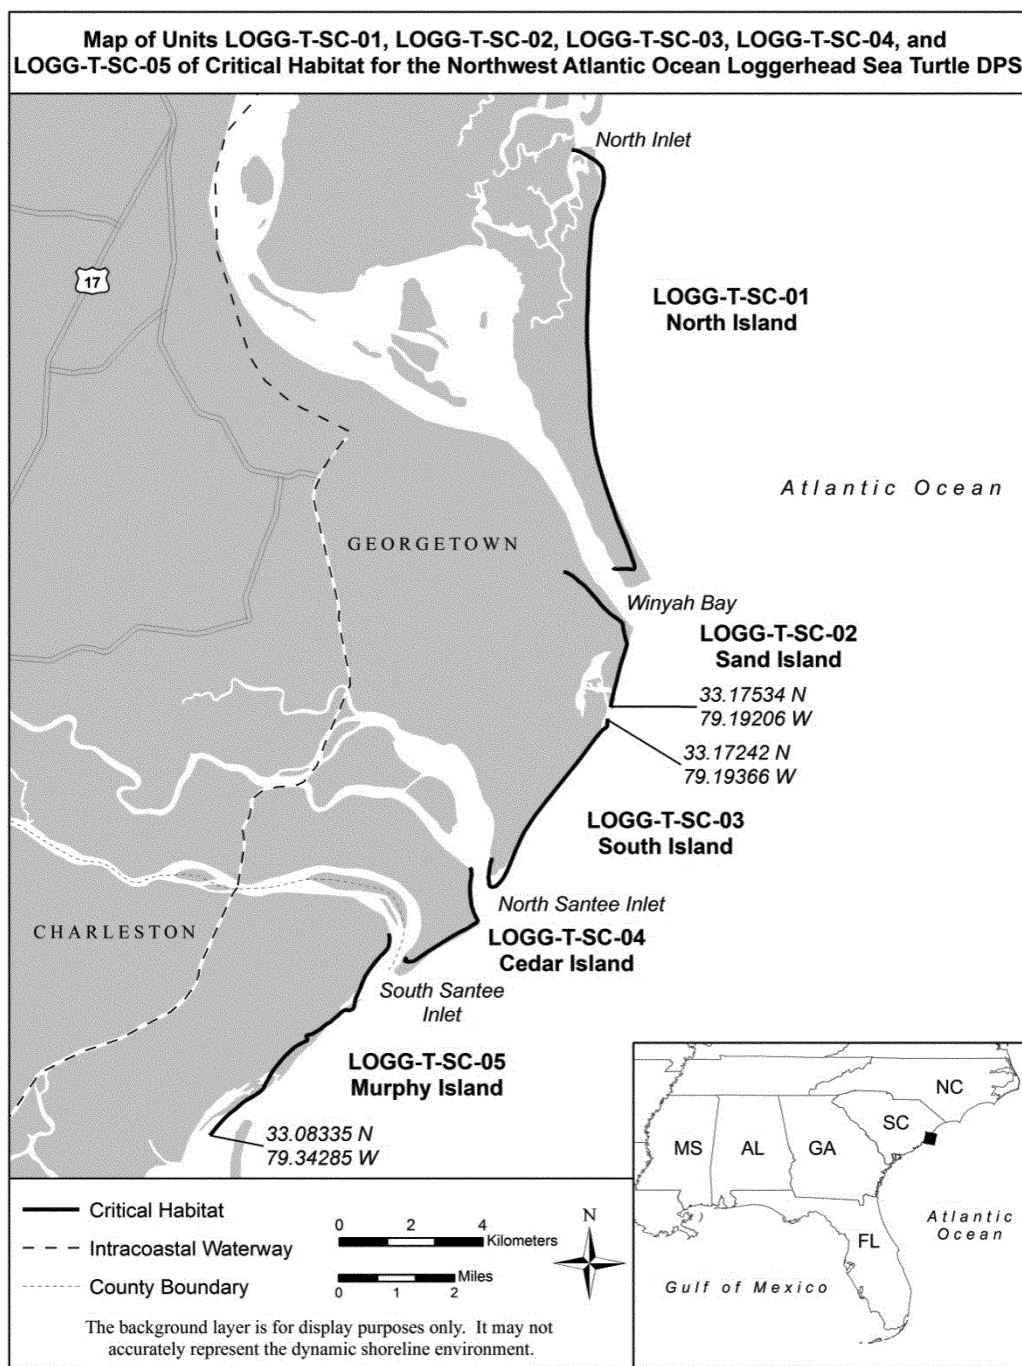 Map of Units LOGG-T-SC-01, LOGG-T-SC-02, LOGG-T-SC-03, LOGG-T-SC-04, and
LOGG-T-SC-05 of Critical Habitat for the Northwest Atlantic Ocean Loggerhead Sea Turtle DPS
North Inlet
17
LOGG-T-SC-01
North Island
Atlantic Ocean
GEORGETOWN
Winyah Bay
LOGG-T-SC-02
Sand Island
33.17534 N
79.19206 W
33.17242 N
79.19366 W
LOGG-T-SC-03
South Island
North Santee Inlet
CHARLESTON
LOGG-T-SC-04
Cedar Island
South Santee
Inlet
LOGG-T-SC-05
Murphy Island
33.08335 N
79.34285 W
NC
SC
MS
AL
GA
FL
Atlantic
Ocean
Gulf of Mexico
Critical Habitat
Intracoastal Waterway
County Boundary
0 2 4
Kilometers
Miles
0 1 2
N
The background layer is for display purposes only. It may not
accurately represent the dynamic shoreline environment.